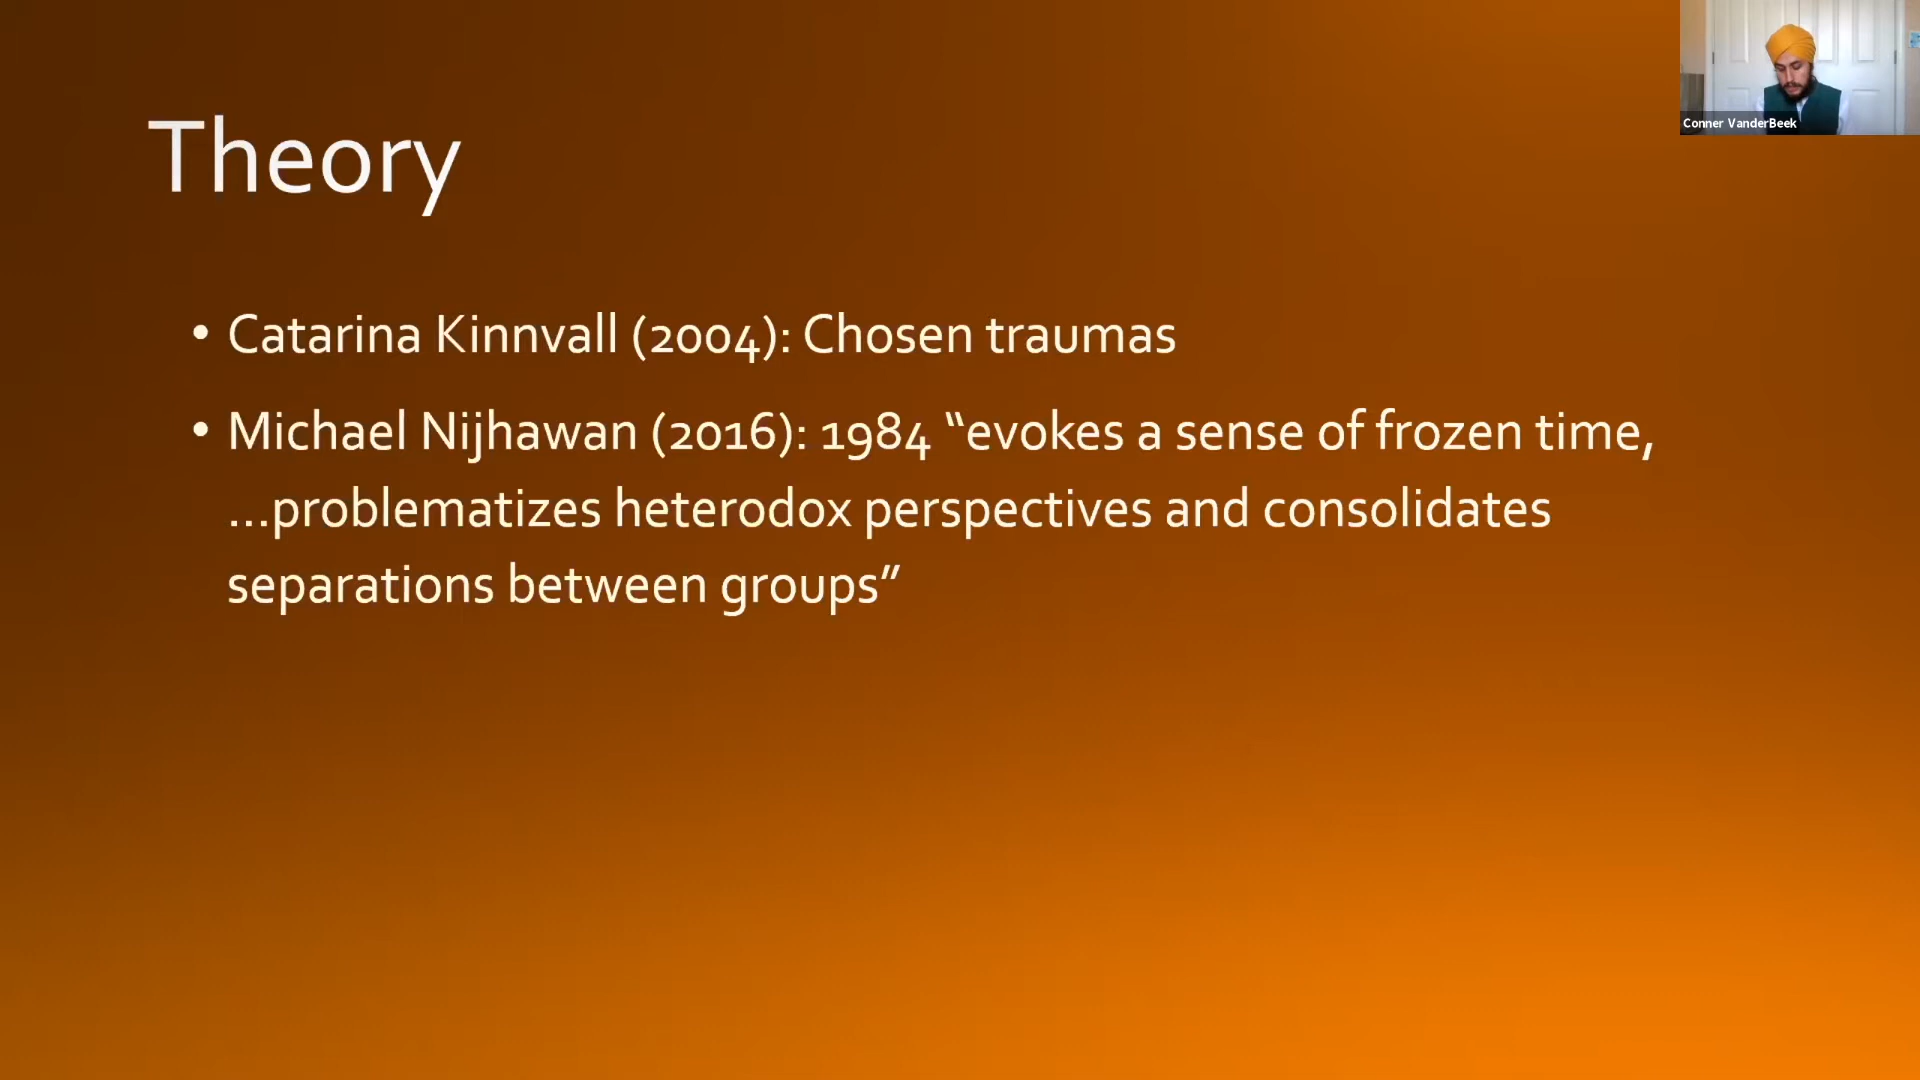 Theory
• Catarina Kinnvall (2004): Chosen traumas
• Michael Nijhawan (2016): 1984 “evokes a sense of frozen time,
...problematizes heterodox perspectives and consolidates
separations between groups”
Conner VanderBeek